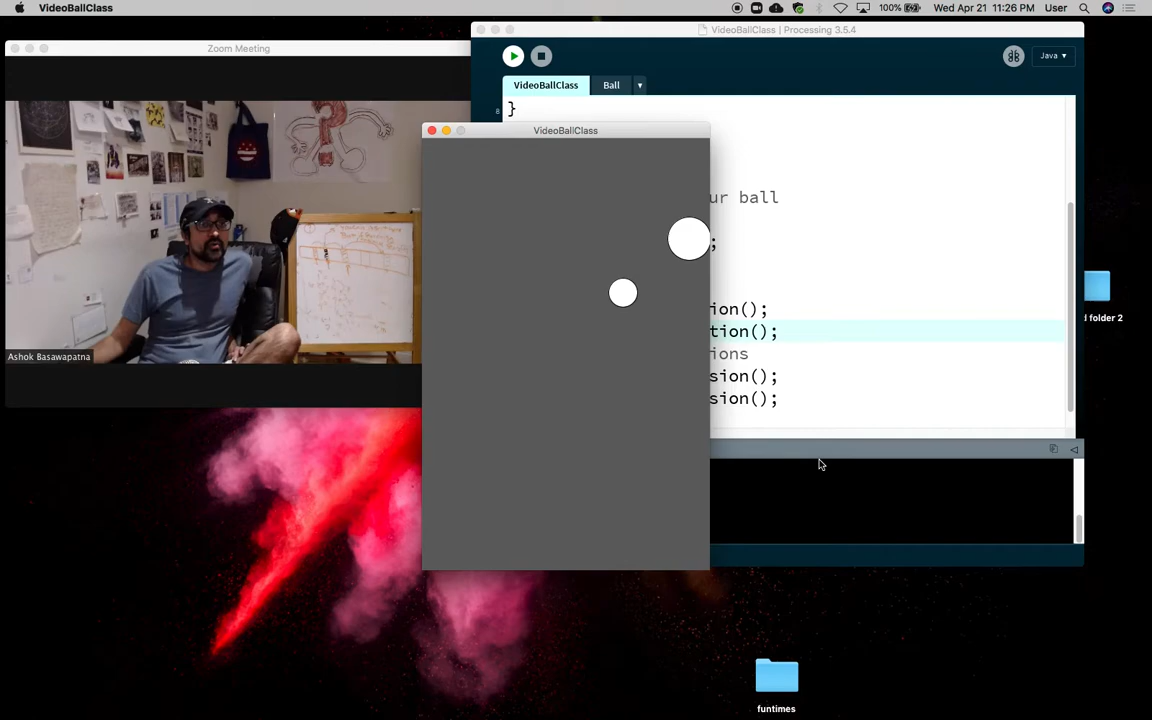 VideoBallClass
100%
Wed Apr 21 11:26 PM
User
Zoom Meeting
VideoBallClass | Processing 3.5.4
Java
VideoBallClass
Ball
8
}
VideoBallClass
ur ball
;
ion();
tion();
ions
sion();
sion();
Ashok Basawapatna
d folder 2
funtimes